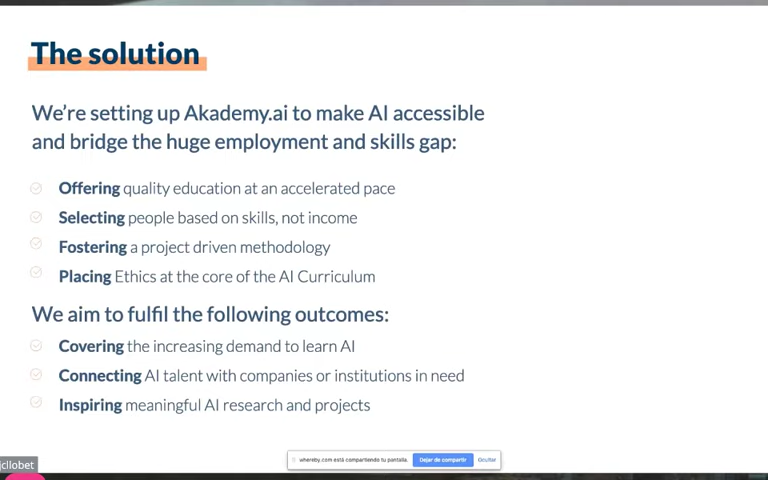 The solution
We're setting up Akademy.ai to make AI accessible
and bridge the huge employment and skills gap:
Offering quality education at an accelerated pace
Selecting people based on skills, not income
Fostering a project driven methodology
Placing Ethics at the core of the AI Curriculum
We aim to fulfil the following outcomes:
Covering the increasing demand to learn AI
Connecting AI talent with companies or institutions in need
Inspiring meaningful AI research and projects
jcllobet
whereby.com está compartiendo tu pantalla. Dejar de compartir Ocultar